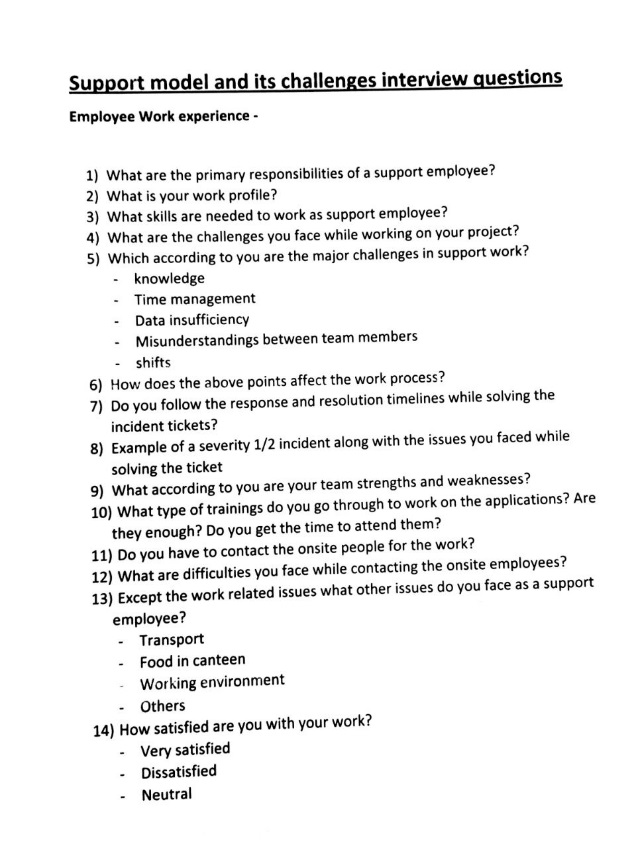 Support model and its challenges interview questions
Employee Work experience -
1) What are the primary responsibilities of a support employee?
2) What is your work profile?
3) What skills are needed to work as support employee?
4) What are the challenges you face while working on your project?
5) Which according to you are the major challenges in support work?
- knowledge
- Time management
- Data insufficiency
- Misunderstandings between team members
- shifts
6) How does the above points affect the work process?
7) Do you follow the response and resolution timelines while solving the
incident tickets?
8) Example of a severity 1/2 incident along with the issues you faced while
solving the ticket
9) What according to you are your team strengths and weaknesses?
10) What type of trainings do you go through to work on the applications? Are
they enough? Do you get the time to attend them?
11) Do you have to contact the onsite people for the work?
12) What are difficulties you face while contacting the onsite employees?
13) Except the work related issues what other issues do you face as a support
employee?
- Transport
- Food in canteen
- Working environment
- Others
14) How satisfied are you with your work?
- Very satisfied
- Dissatisfied
- Neutral